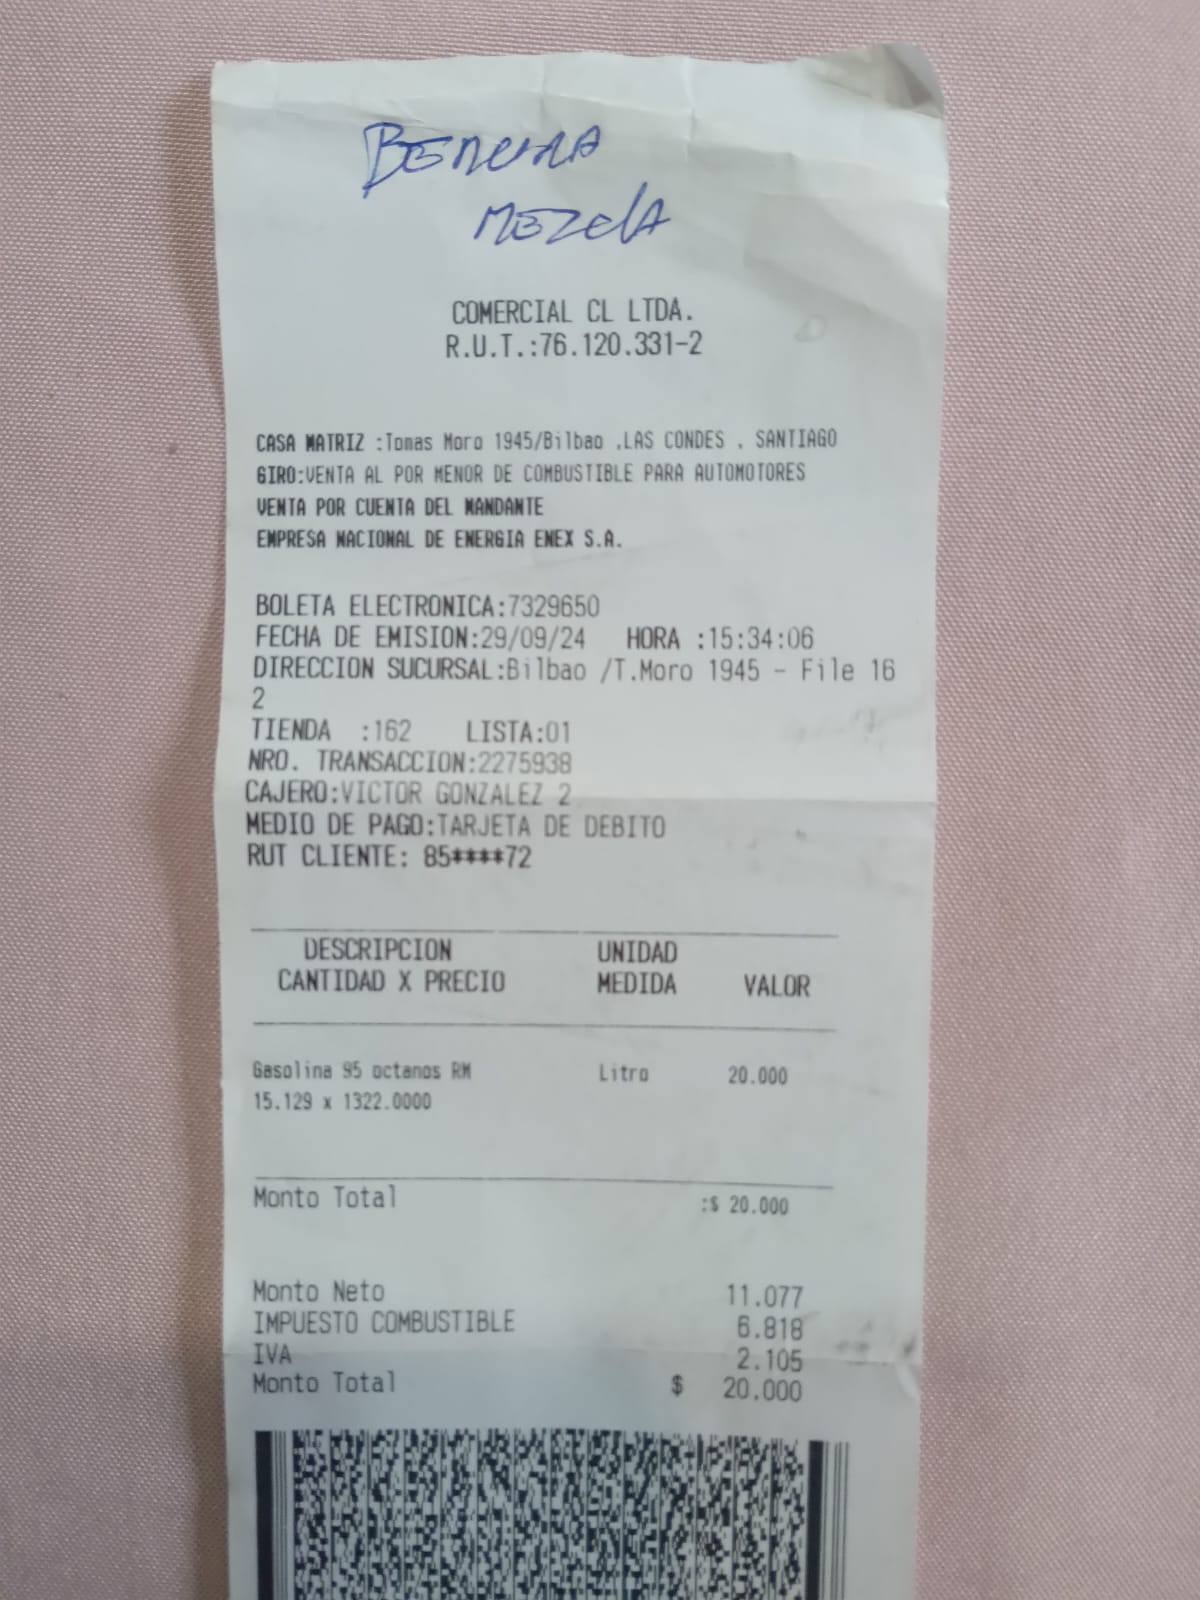 BENCINA
MEZCLA
COMERCIAL CL LTDA.
R.U.T.:76.120.331-2
CASA MATRIZ :Tomas Moro 1945/Bilbao ,LAS CONDES , SANTIAGO
GIRO:VENTA AL POR MENOR DE COMBUSTIBLE PARA AUTOMOTORES
VENTA POR CUENTA DEL MANDANTE
EMPRESA NACIONAL DE ENERGIA ENEX S.A.
BOLETA ELECTRONICA:7329650
FECHA DE EMISION:29/09/24 HORA :15:34:06
DIRECCION SUCURSAL:Bilbao /T.Moro 1945 - File 16
2
TIENDA :162 LISTA:01
NRO. TRANSACCION:2275938
CAJERO:VICTOR GONZALEZ 2
MEDIO DE PAGO:TARJETA DE DEBITO
RUT CLIENTE: 85****72
DESCRIPCION UNIDAD
CANTIDAD X PRECIO MEDIDA VALOR
Gasolina 95 octanos RM Litro 20.000
15.129 x 1322.0000
Monto Total :$ 20.000
Monto Neto 11.077
IMPUESTO COMBUSTIBLE 6.818
IVA 2.105
Monto Total $ 20.000